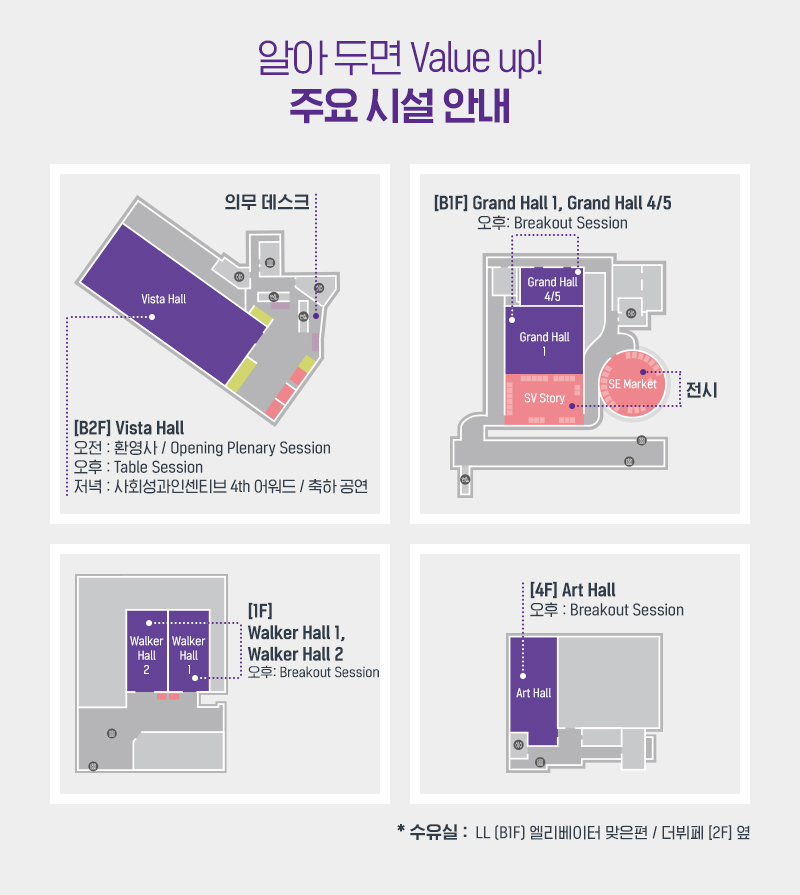 알아 두면 Value up!
주요 시설 안내
의무 데스크
Vista Hall
[B2F] Vista Hall
오전 : 환영사 / Opening Plenary Session
오후 : Table Session
저녁 : 사회성과인센티브 4th 어워드 / 축하 공연
[B1F] Grand Hall 1, Grand Hall 4/5
오후: Breakout Session
Grand Hall
4/5
Grand Hall
1
SV Story
SE Market
전시
Walker
Hall
2
Walker
Hall
1
[1F]
Walker Hall 1,
Walker Hall 2
오후: Breakout Session
[4F] Art Hall
오후 : Breakout Session
Art Hall
* 수유실 : LL (B1F) 엘리베이터 맞은편 / 더뷔페 [2F] 옆